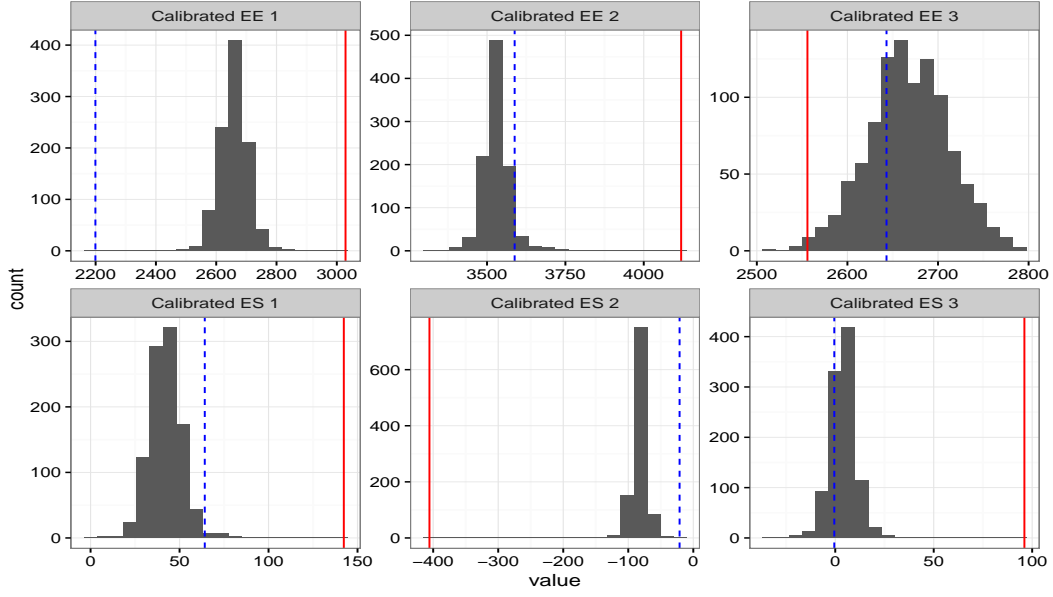 Calibrated EE 1 Calibrated EE 2 Calibrated EE 3
400 300 200 100 0
500 400 300 200 100 0
100 50 0
2200 2400 2600 2800 3000
3500 3750 4000
2500 2600 2700 2800
count
Calibrated ES 1 Calibrated ES 2 Calibrated ES 3
300 200 100 0
600 400 200 0
400 300 200 100 0
0 50 100 150
−400 −300 −200 −100 0
0 50 100
value